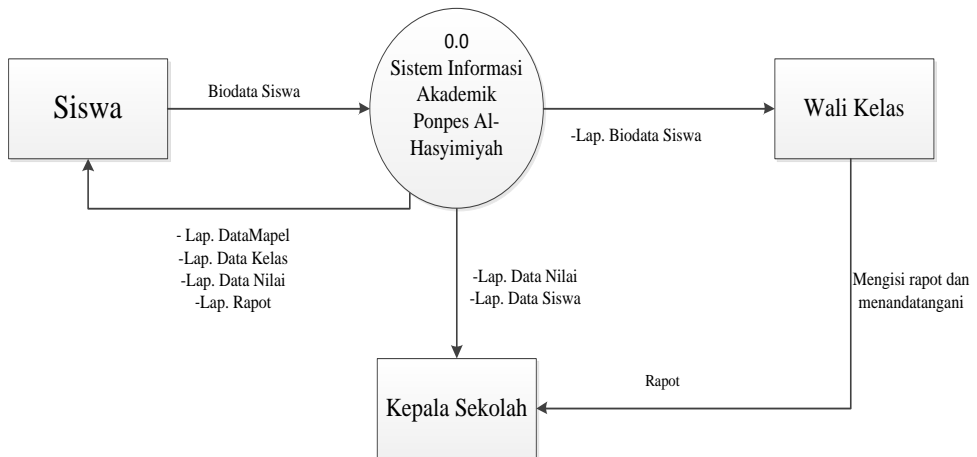 0.0
Sistem Informasi
Akademik
Ponpes Al-
Hasyimiyah
Siswa
Biodata Siswa
-Lap. Biodata Siswa
Wali Kelas
- Lap. DataMapel
-Lap. Data Kelas
-Lap. Data Nilai
-Lap. Rapot
-Lap. Data Nilai
-Lap. Data Siswa
Mengisi rapot dan
menandatangani
Rapot
Kepala Sekolah